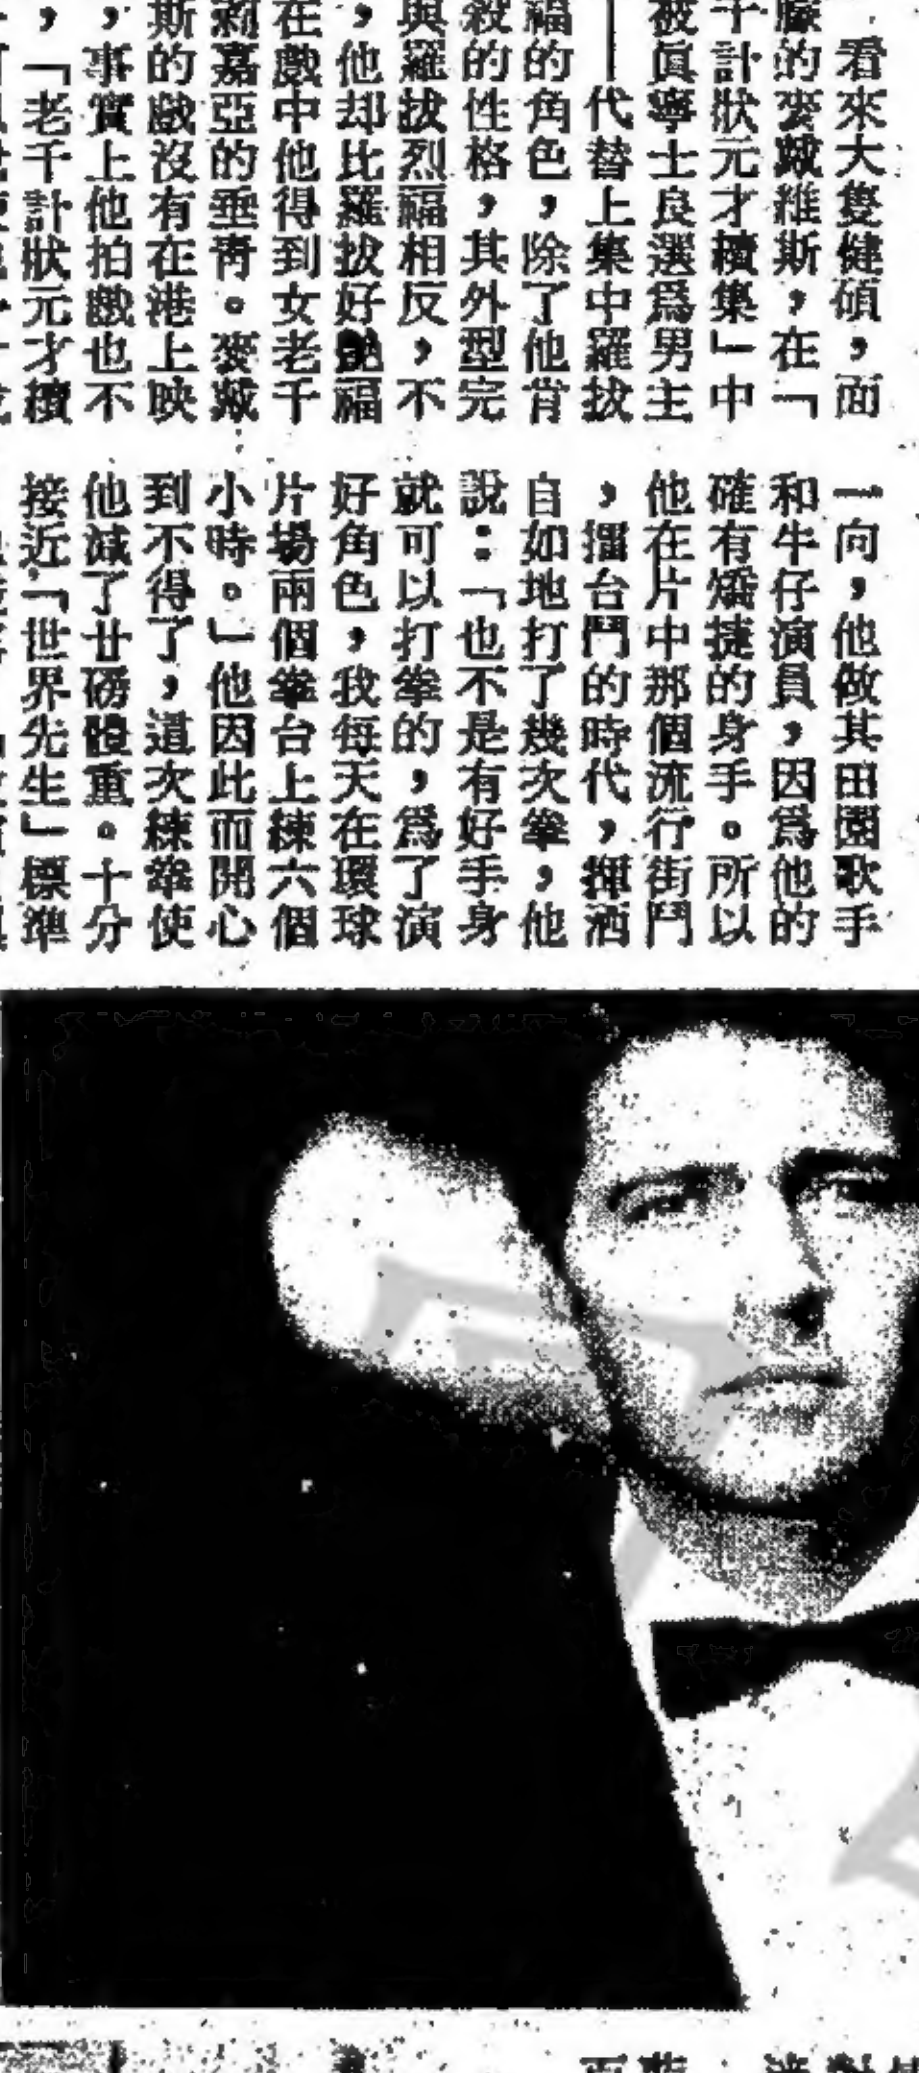 看來大隻健碩，面
的麥戴維斯，在「
千計狀元才續集」中
被眞寧士良選爲男主
——代替上集中羅拔
福的角色，除了他肯
殺的性格，其外型完
與羅拔烈福相反，不
，他却比羅拔好艷福
在戲中他得到女老千
嘉亞的垂靑。麥戴
斯的戲沒有在港上映
，事實上他拍戲也不
，「老千計狀元才續
一向，他做其田園歌手
和牛仔演員，因爲他的
確有矯捷的身手。所以
他在片中那個流行街鬥
，擂台鬥的時代，揮洒
自如地打了幾次拳，他
說：「也不是有好手身
就可以打拳的，爲了演
好角色，我每天在環球
片場兩個拳台上練六個
小時。」他因此而開心
到不得了，這次練拳使
他減了廿磅體重。十分
接近「世界先生」標準